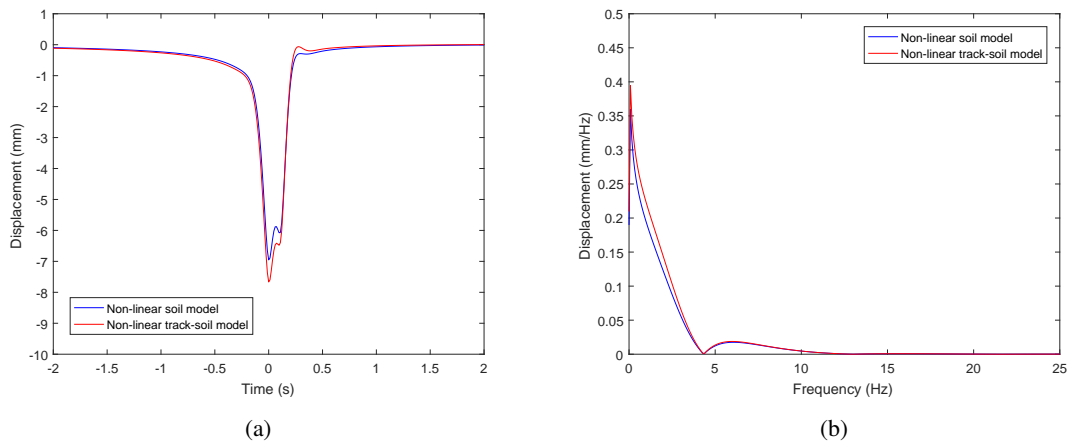 0
-1
-2
-3
-4
-5
-6
-7
-8
-9
-10
Displacement (mm)
Non-linear soil model
Non-linear track-soil model
-2 -1.5 -1 -0.5 0 0.5 1 1.5 2
Time (s)
(a)
0.5
0.45
0.4
0.35
0.3
0.25
0.2
0.15
0.1
0.05
0
Displacement (mm/Hz)
Non-linear soil model
Non-linear track-soil model
0 5 10 15 20 25
Frequency (Hz)
(b)